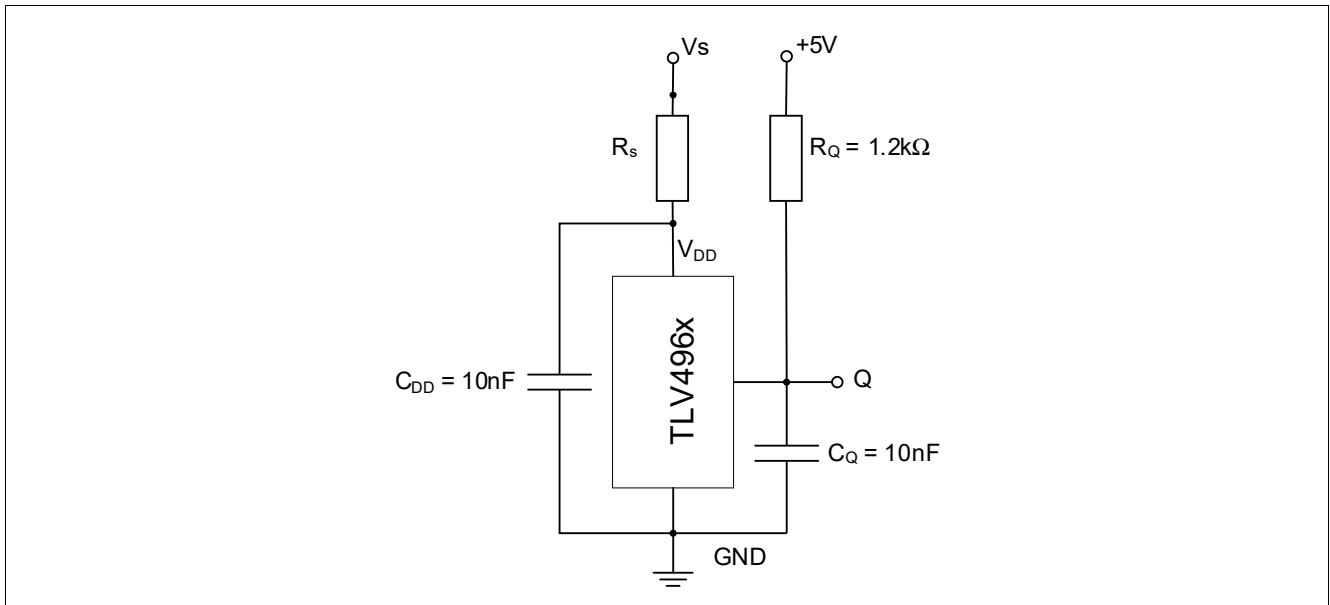 Vs
+5V
Rs
RQ = 1.2kΩ
VDD
TLV496x
CDD = 10nF
Q
CQ = 10nF
GND